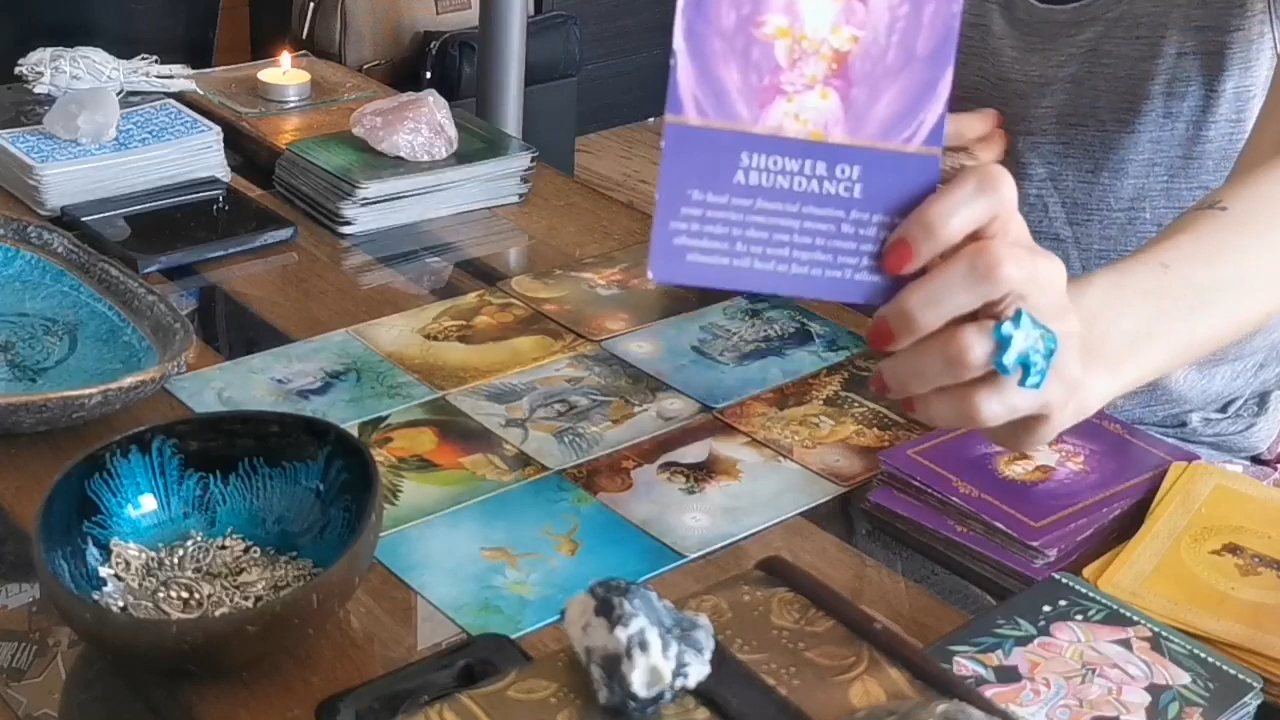 SHOWER OF
ABUNDANCE
"To heal your financial situation, first give
your worries concerning money. We will
you in order to show you how to create an
abundance. As we work together, your
situation will heal as fast as you'll allow